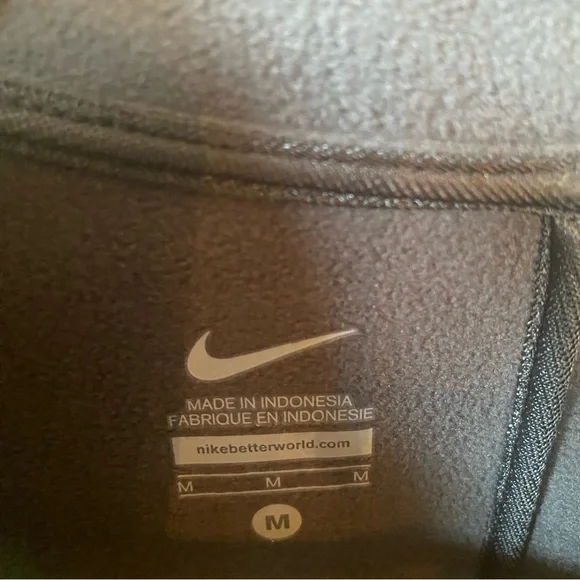 MADE IN INDONESIA
FABRIQUE EN INDONESIE
nikebetterworld.com
M M M
M